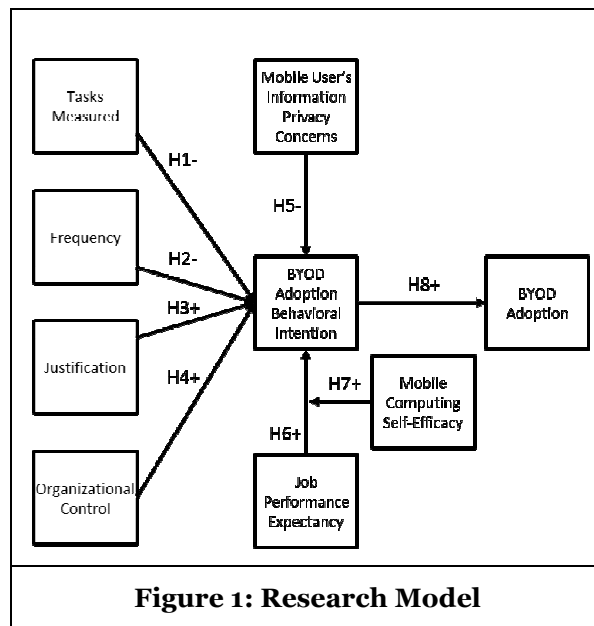 Tasks
Measured
Mobile User's
Information
Privacy
Concerns
H1-
H5-
Frequency
H2-
BYOD
Adoption
Behavioral
Intention
H8+
BYOD
Adoption
H3+
Justification
H4+
H7+
Mobile
Computing
Self-Efficacy
H6+
Organizational
Control
Job
Performance
Expectancy
Figure 1: Research Model